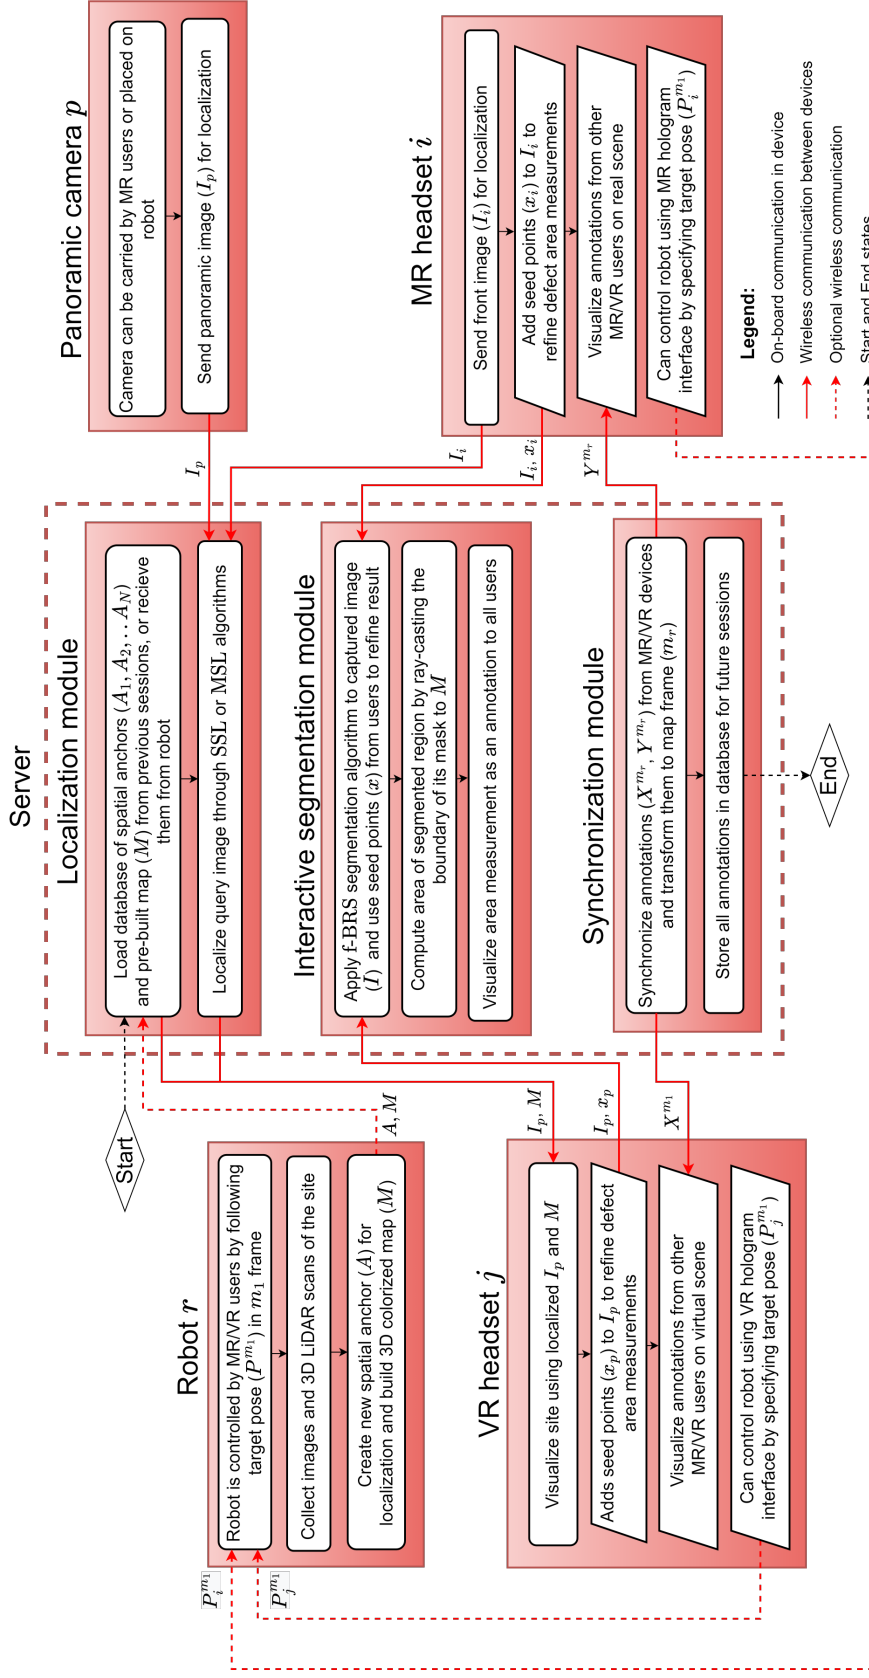 Server
Localization module
Load database of spatial anchors (A_1, A_2, . . A_N)
and pre-built map (M) from previous sessions, or recieve
them from robot
Localize query image through SSL or MSL algorithms
Interactive segmentation module
Apply f-BRS segmentation algorithm to captured image
(I) and use seed points (x) from users to refine result
Compute area of segmented region by ray-casting the
boundary of its mask to M
Visualize area measurement as an annotation to all users
Synchronization module
Synchronize annotations (X^{m_r}, Y^{m_r}) from MR/VR devices
and transform them to map frame (m_r)
Store all annotations in database for future sessions
Start
End
Robot r
Robot is controlled by MR/VR users by following
target pose (P^{m_1}) in m_1 frame
Collect images and 3D LiDAR scans of the site
Create new spatial anchor (A) for
localization and build 3D colorized map (M)
P_i^{m_1}
P_j^{m_1}
A, M
VR headset j
Visualize site using localized I_p and M
Adds seed points (x_p) to I_p to refine defect
area measurements
Visualize annotations from other
MR/VR users on virtual scene
Can control robot using VR hologram
interface by specifying target pose (P_j^{m_1})
I_p, M
I_p, x_p
X^{m_1}
Panoramic camera p
Camera can be carried by MR users or placed on
robot
Send panoramic image (I_p) for localization
I_p
MR headset i
Send front image (I_i) for localization
Add seed points (x_i) to I_i to
refine defect area measurements
Visualize annotations from other
MR/VR users on real scene
Can control robot using MR hologram
interface by specifying target pose (P_i^{m_1})
I_i
I_i, x_i
Y^{m_r}
Legend:
On-board communication in device
Wireless communication between devices
Optional wireless communication
Start and End states